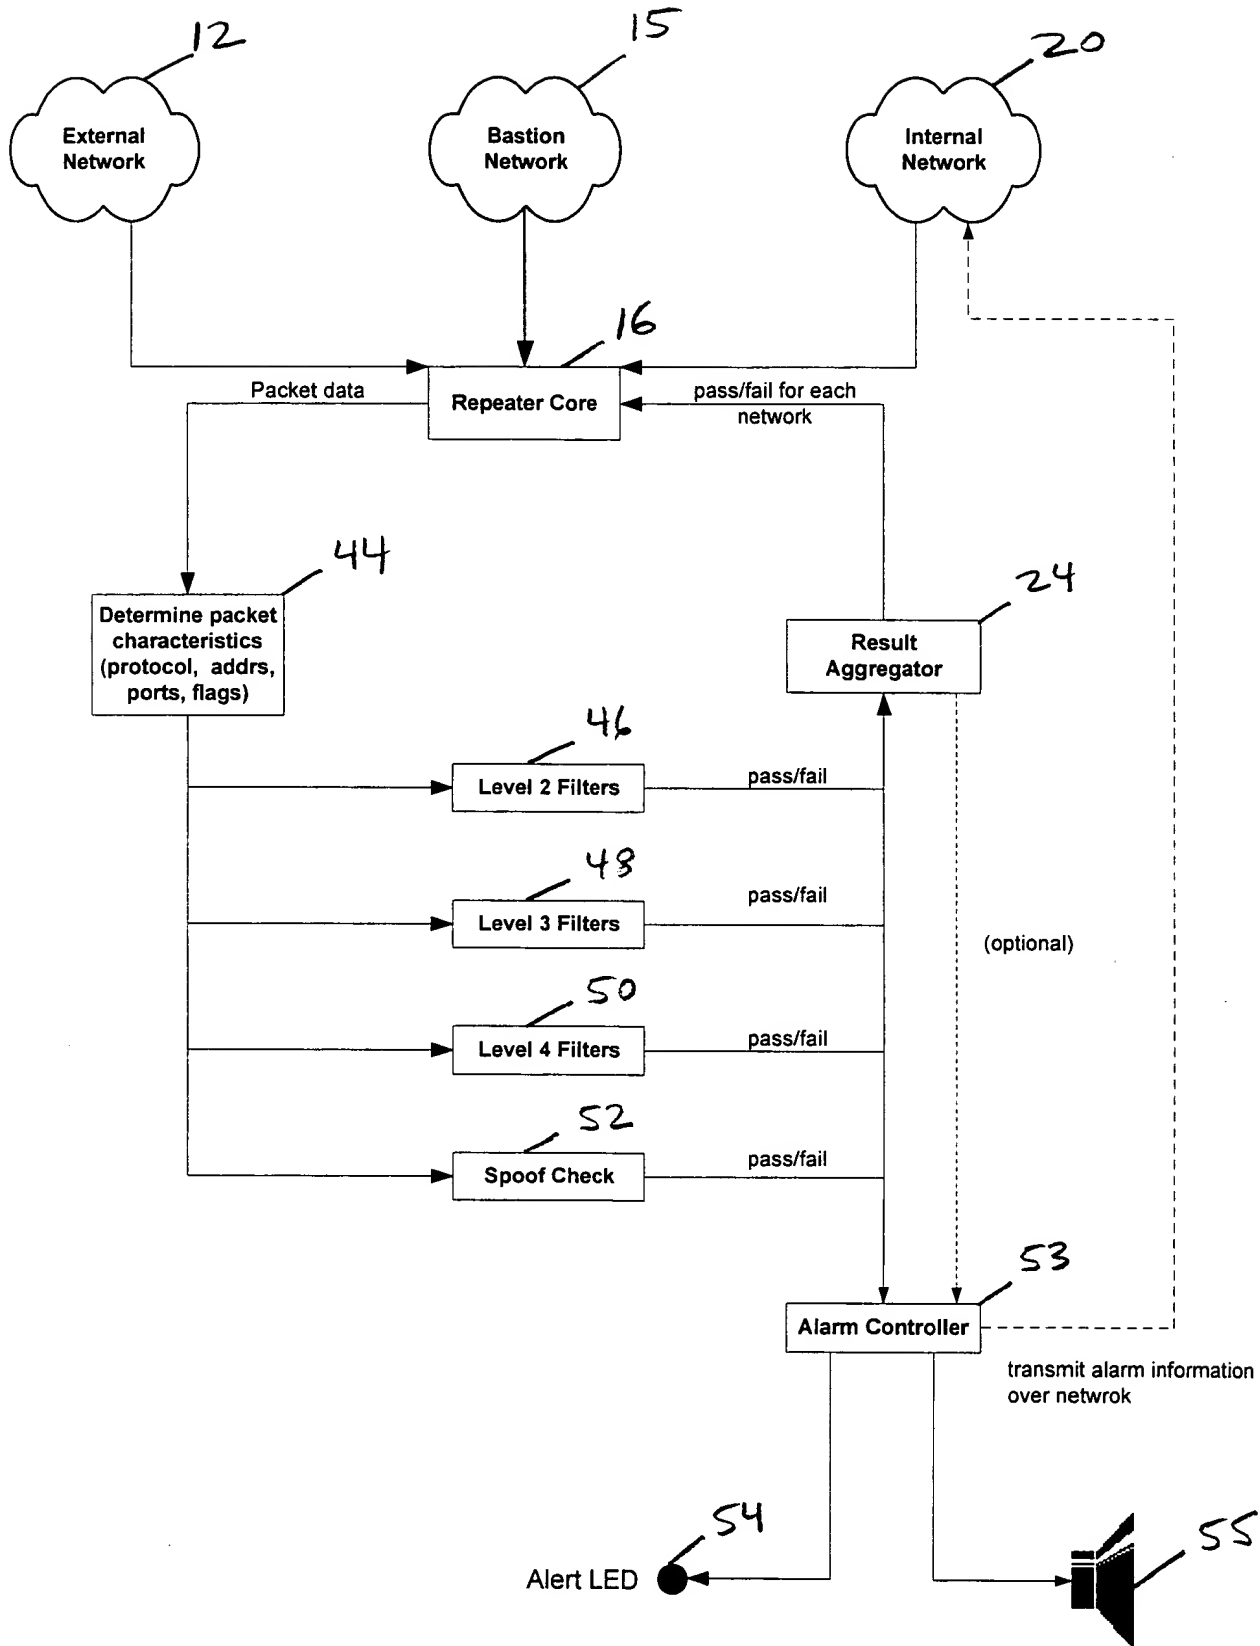 12
15
20
External
Network
Bastion
Network
Internal
Network
16
Packet data
Repeater Core
pass/fail for each
network
44
24
Determine packet
characteristics
(protocol, addrs,
ports, flags)
Result
Aggregator
46
Level 2 Filters
pass/fail
48
Level 3 Filters
pass/fail
(optional)
50
Level 4 Filters
pass/fail
52
Spoof Check
pass/fail
53
Alarm Controller
transmit alarm information
over netwrok
54
Alert LED
55